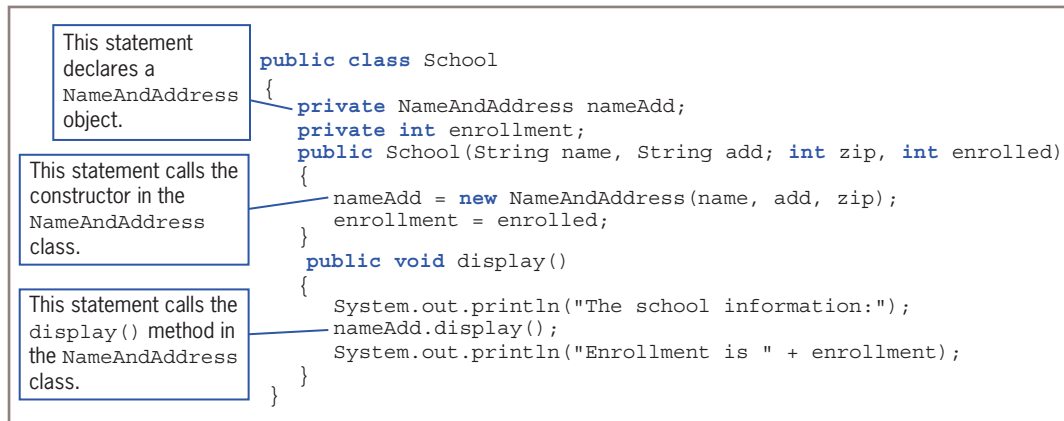 This statement
declares a
NameAndAddress
object.
public class School
{
private NameAndAddress nameAdd;
private int enrollment;
public School(String name, String add; int zip, int enrolled)
{
This statement calls the
constructor in the
NameAndAddress
class.
nameAdd = new NameAndAddress(name, add, zip);
enrollment = enrolled;
}
public void display()
{
This statement calls the
display() method in
the NameAndAddress
class.
System.out.println("The school information:");
nameAdd.display();
System.out.println("Enrollment is " + enrollment);
}
}